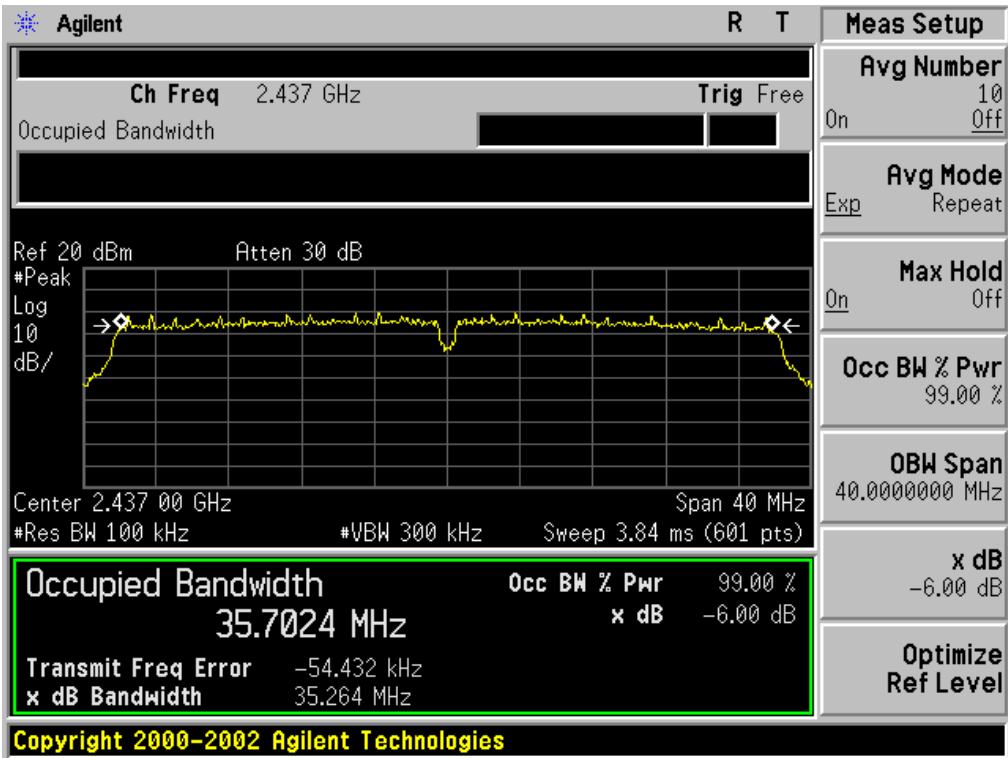 Agilent R T
Ch Freq 2.437 GHz Trig Free
Occupied Bandwidth
Ref 20 dBm Atten 30 dB
#Peak
Log
10
dB/
Center 2.437 00 GHz Span 40 MHz
#Res BW 100 kHz #VBW 300 kHz Sweep 3.84 ms (601 pts)
Occupied Bandwidth Occ BW % Pwr 99.00 %
35.7024 MHz x dB -6.00 dB
Transmit Freq Error -54.432 kHz
x dB Bandwidth 35.264 MHz
Copyright 2000-2002 Agilent Technologies
Meas Setup
Avg Number
10
On Off
Avg Mode
Exp Repeat
Max Hold
On Off
Occ BW % Pwr
99.00 %
OBW Span
40.0000000 MHz
x dB
-6.00 dB
Optimize
Ref Level